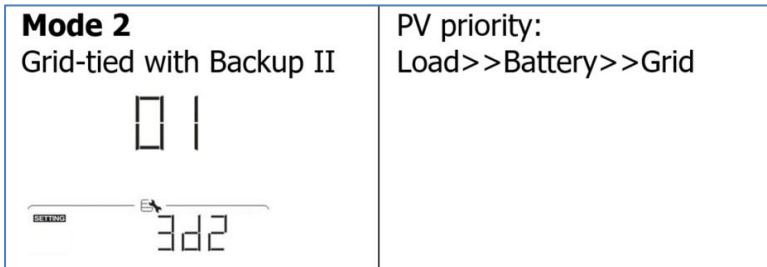 Mode 2
Grid-tied with Backup II
01
SETTING
3d2
PV priority:
Load>>Battery>>Grid